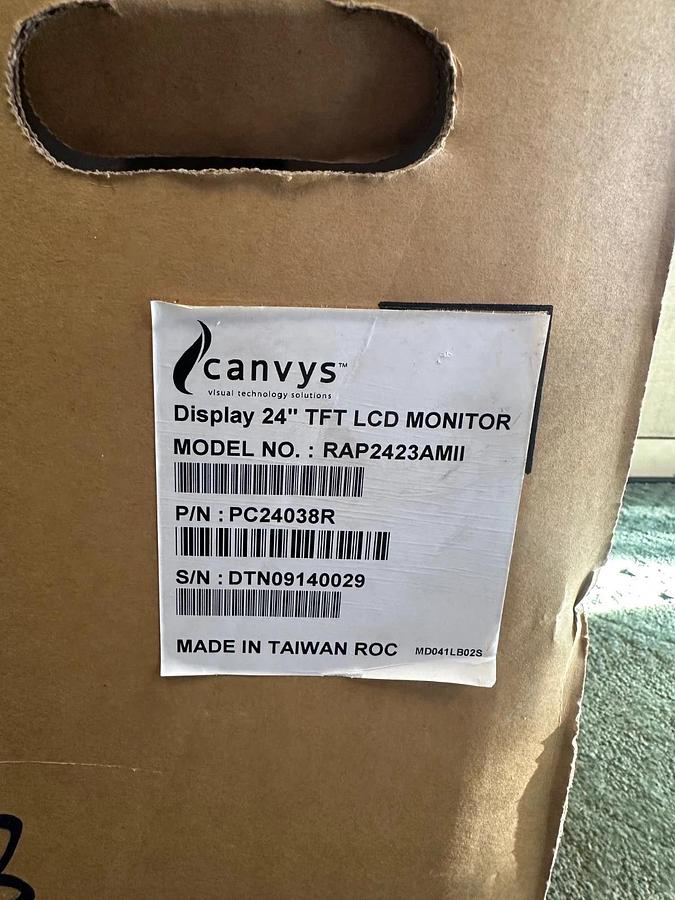 canvys™
visual technology solutions
Display 24" TFT LCD MONITOR
MODEL NO. : RAP2423AMII
P/N : PC24038R
S/N : DTN09140029
MADE IN TAIWAN ROC MD041LB02S